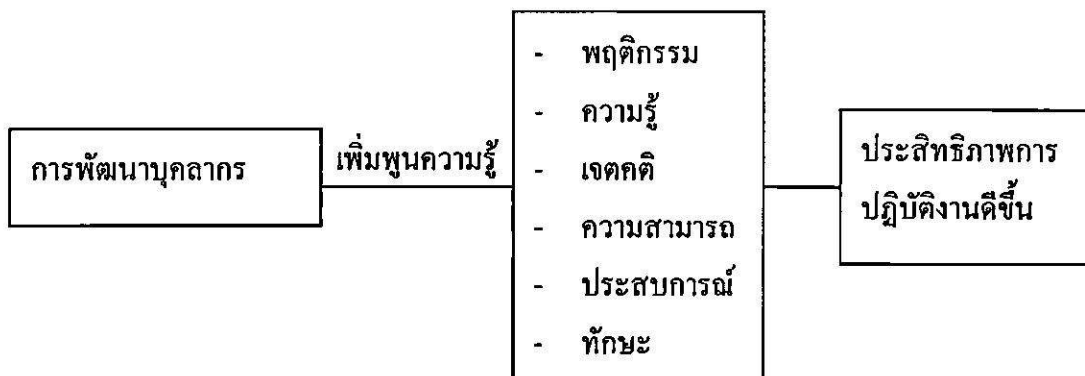 การพัฒนาบุคลากร
เพิ่มพูนความรู้
- พฤติกรรม
- ความรู้
- เจตคติ
- ความสามารถ
- ประสบการณ์
- ทักษะ
ประสิทธิภาพการ
ปฏิบัติงานดีขึ้น